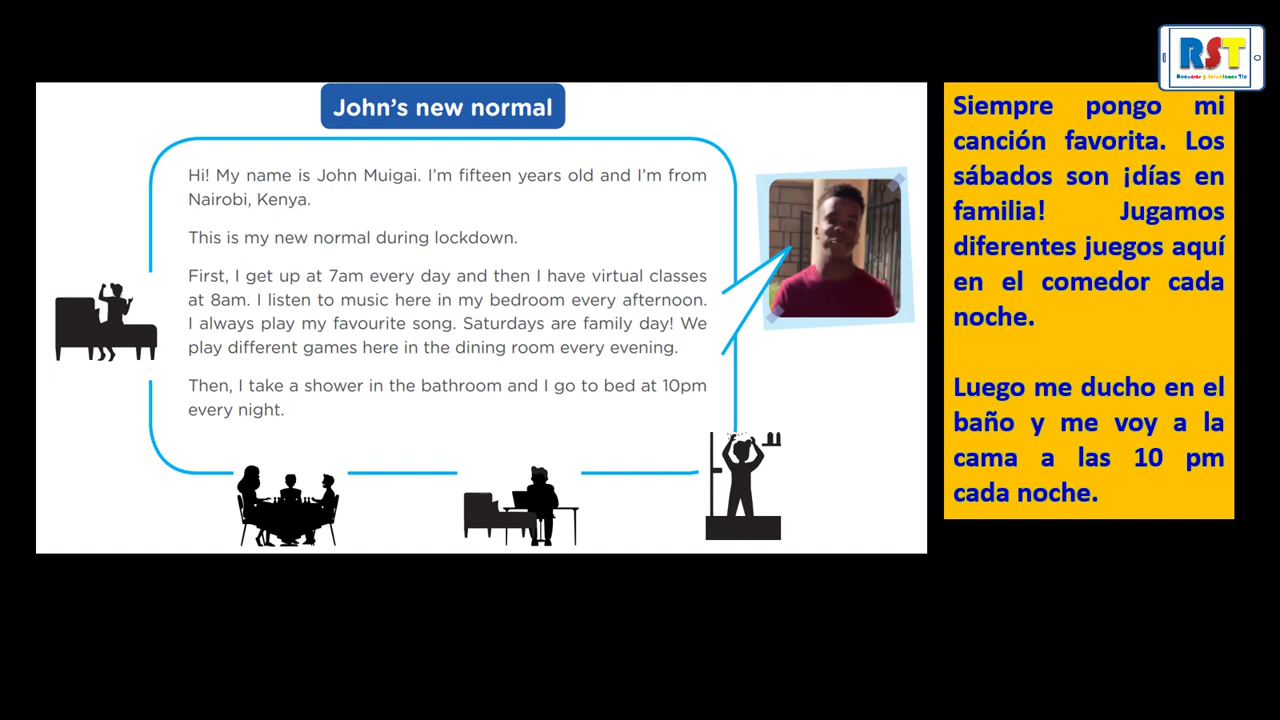 RST
Recursos y Soluciones Tic
John's new normal
Hi! My name is John Muigai. I'm fifteen years old and I'm from
Nairobi, Kenya.
This is my new normal during lockdown.
First, I get up at 7am every day and then I have virtual classes
at 8am. I listen to music here in my bedroom every afternoon.
I always play my favourite song. Saturdays are family day! We
play different games here in the dining room every evening.
Then, I take a shower in the bathroom and I go to bed at 10pm
every night.
Siempre pongo mi
canción favorita. Los
sábados son ¡días en
familia! Jugamos
diferentes juegos aquí
en el comedor cada
noche.
Luego me ducho en el
baño y me voy a la
cama a las 10 pm
cada noche.